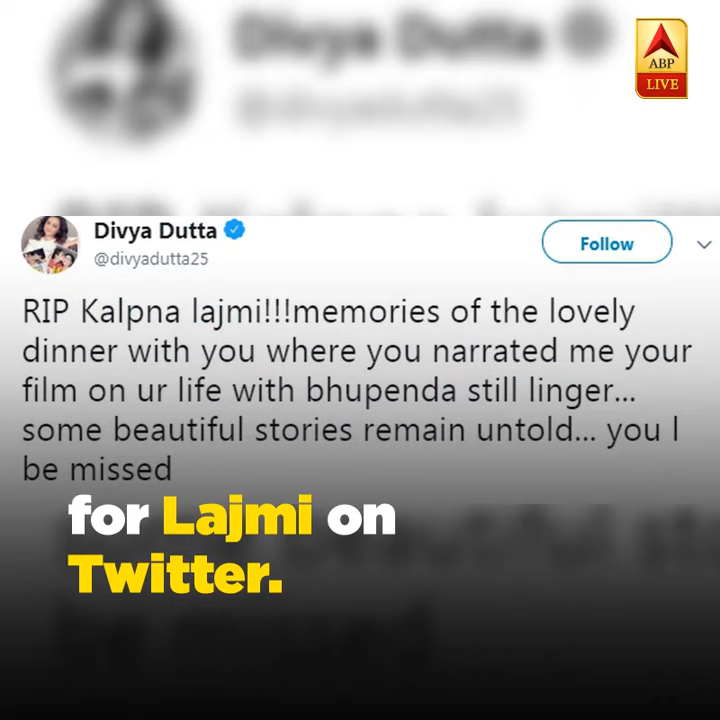 Divya Dutta
ABP
LIVE
Divya Dutta
@divyadutta25
Follow
RIP Kalpna lajmi!!!memories of the lovely
dinner with you where you narrated me your
film on ur life with bhupenda still linger...
some beautiful stories remain untold... you l
be missed
for Lajmi on
Twitter.